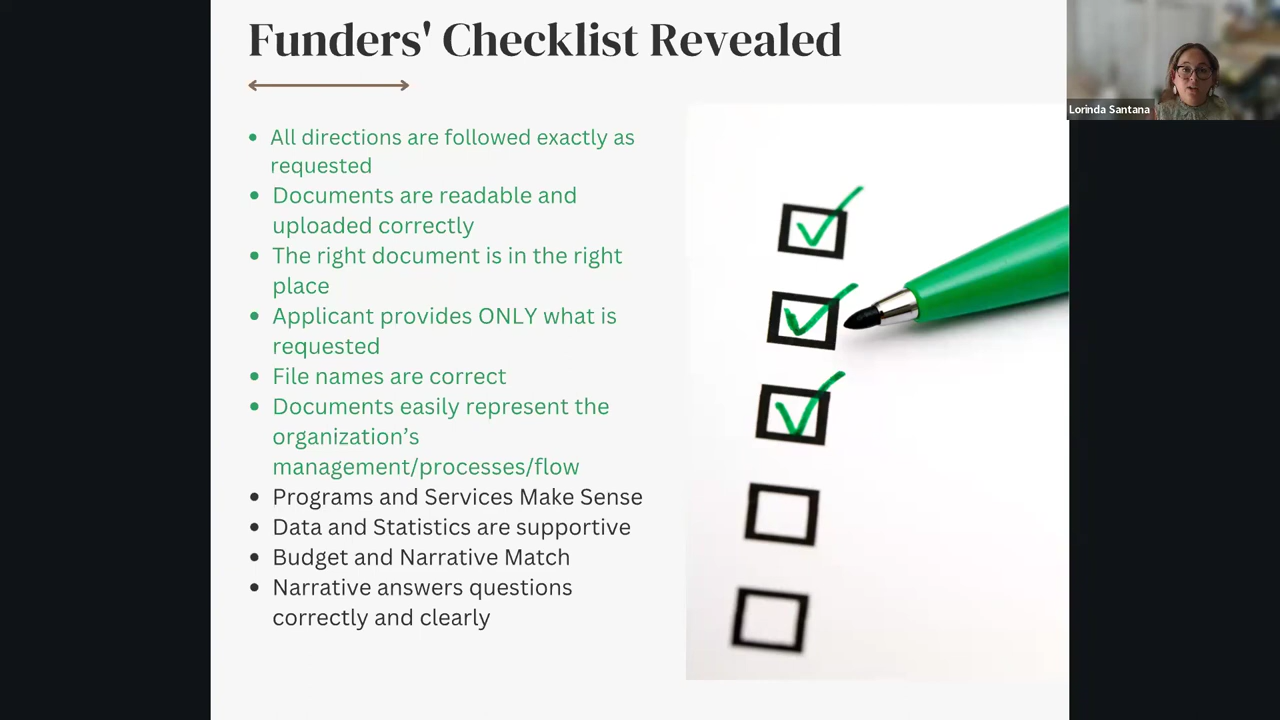 Funders' Checklist Revealed
Lorinda Santana
All directions are followed exactly as
requested
Documents are readable and
uploaded correctly
The right document is in the right
place
Applicant provides ONLY what is
requested
File names are correct
Documents easily represent the
organization’s
management/processes/flow
Programs and Services Make Sense
Data and Statistics are supportive
Budget and Narrative Match
Narrative answers questions
correctly and clearly